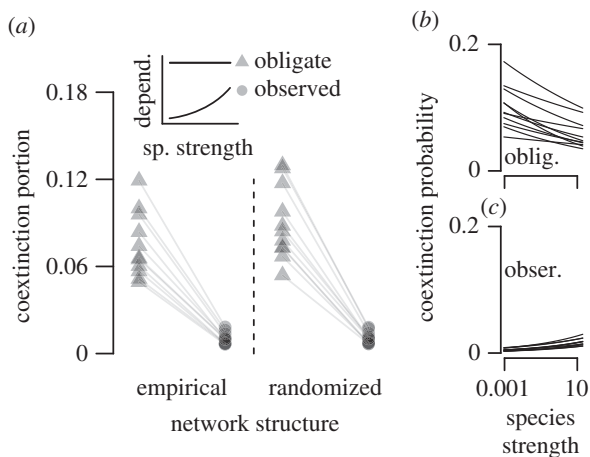 (a)
depend.
sp. strength
obligate
observed
coextinction portion
0.18
0.12
0.06
0
empirical
randomized
network structure
(b)
coextinction probability
0.2
0
oblig.
(c)
0.2
obser.
0
0.001
10
species
strength